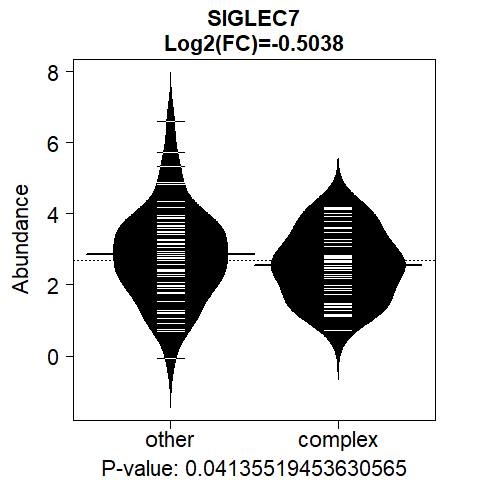 SIGLEC7
Log2(FC)=-0.5038
8
6
4
2
0
Abundance
other complex
P-value: 0.04135519453630565